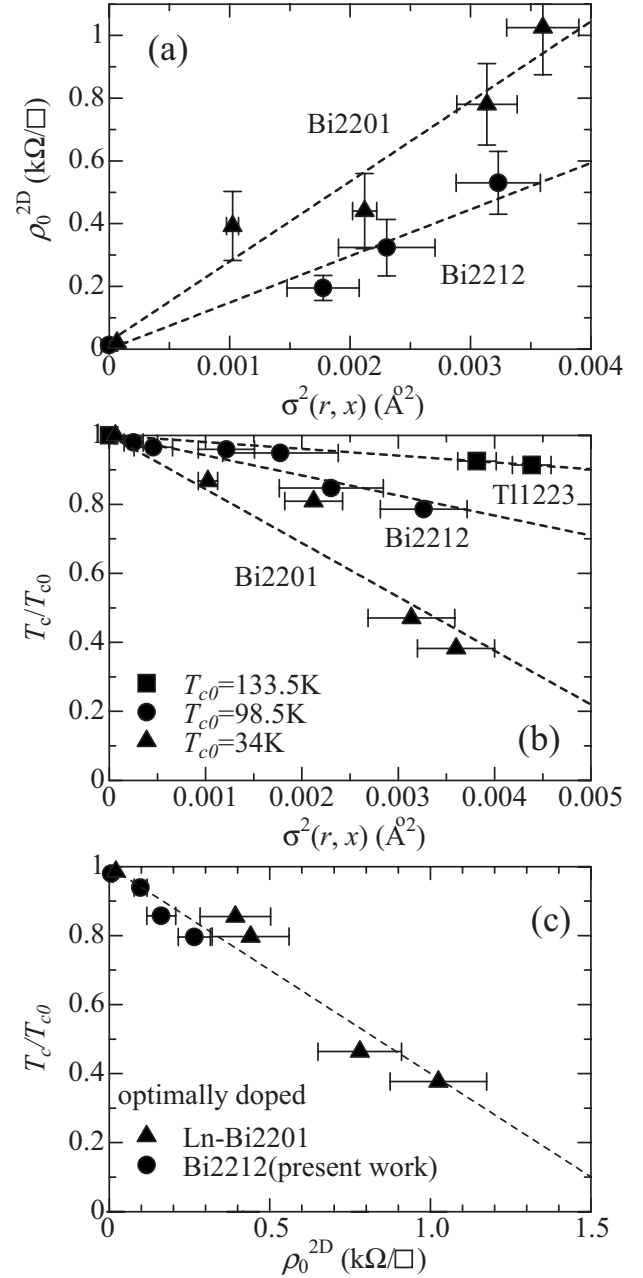 (a)
1
0.8
0.6
0.4
0.2
0
ρ₀²ᴰ (kΩ/□)
Bi2201
Bi2212
0 0.001 0.002 0.003 0.004
σ²(r, x) (Å²)
(b)
1
0.8
0.6
0.4
0.2
0
Tc/Tc0
Tl1223
Bi2212
Bi2201
Tc0=133.5K
Tc0=98.5K
Tc0=34K
0 0.001 0.002 0.003 0.004 0.005
σ²(r, x) (Å²)
(c)
1
0.8
0.6
0.4
0.2
0
Tc/Tc0
optimally doped
Ln-Bi2201
Bi2212(present work)
0 0.5 1.0 1.5
ρ₀²ᴰ (kΩ/□)